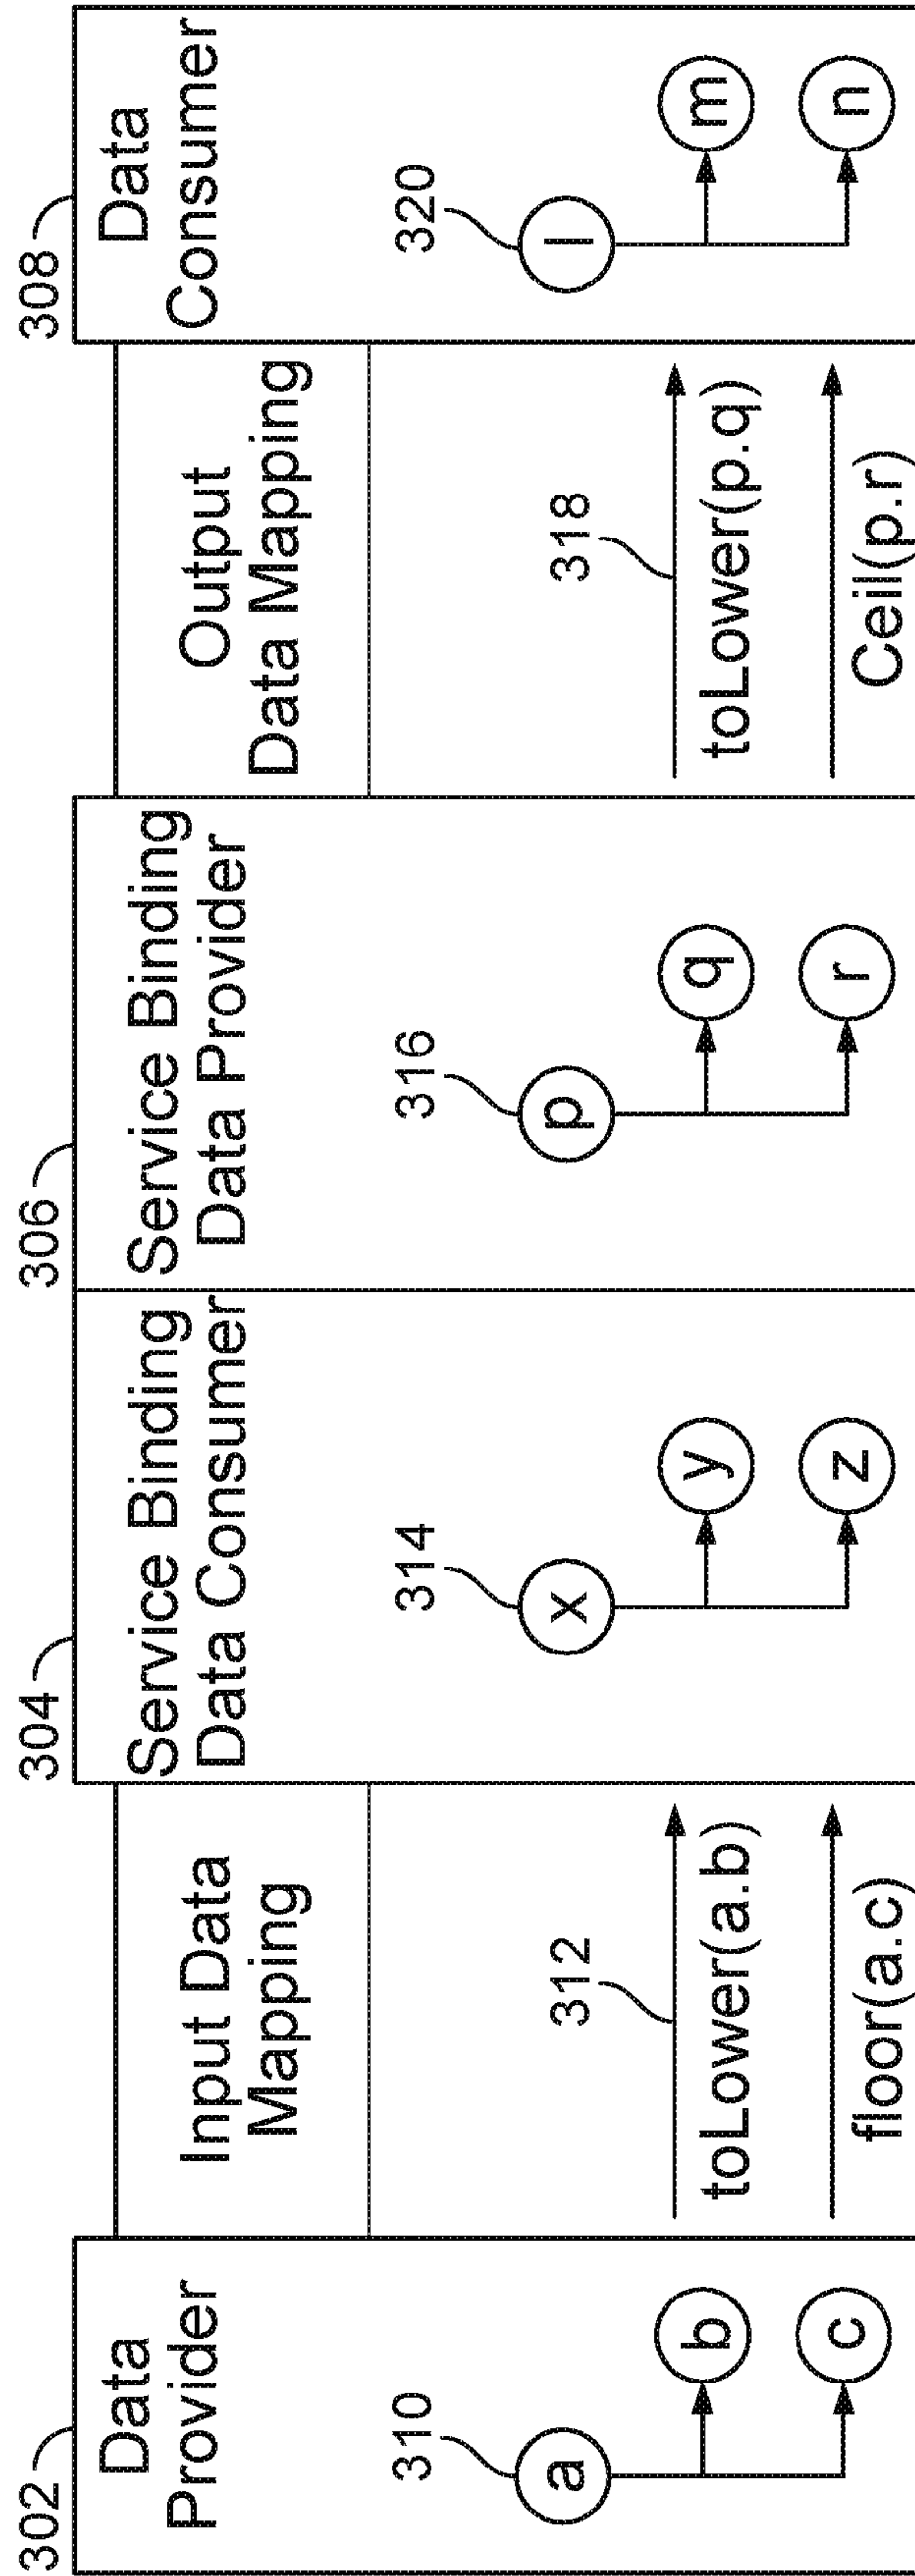 302
Data
Provider
310
a
b
c
Input Data
Mapping
312
toLower(a.b)
floor(a.c)
304
Service Binding
Data Consumer
314
x
y
z
306
Service Binding
Data Provider
316
p
q
r
Output
Data Mapping
318
toLower(p.q)
Ceil(p.r)
308
Data
Consumer
320
l
m
n